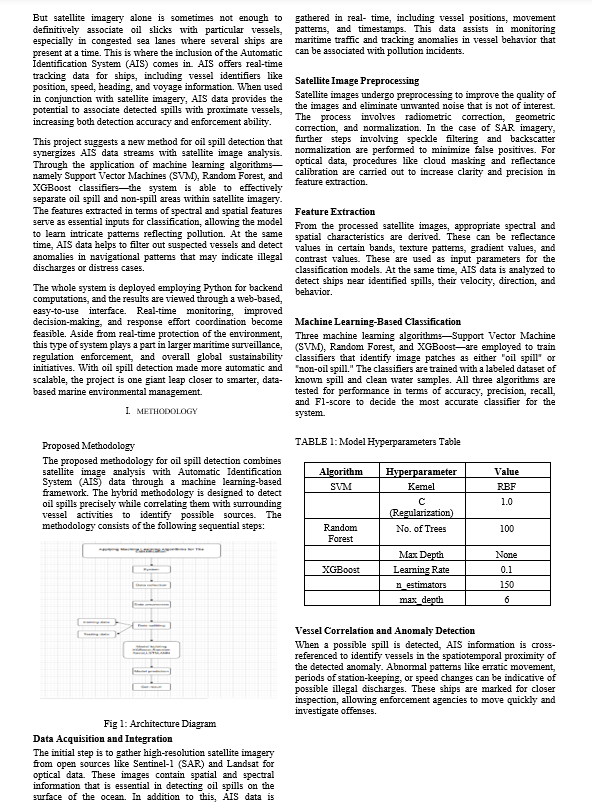 But satellite imagery alone is sometimes not enough to
definitively associate oil slicks with particular vessels,
especially in congested sea lanes where several ships are
present at a time. This is where the inclusion of the Automatic
Identification System (AIS) comes in. AIS offers real-time
tracking data for ships, including vessel identifiers like
position, speed, heading, and voyage information. When used
in conjunction with satellite imagery, AIS data provides the
potential to associate detected spills with proximate vessels,
increasing both detection accuracy and enforcement ability.
This project suggests a new method for oil spill detection that
synergizes AIS data streams with satellite image analysis.
Through the application of machine learning algorithms—
namely Support Vector Machines (SVM), Random Forest, and
XGBoost classifiers—the system is able to effectively
separate oil spill and non-spill areas within satellite imagery.
The features extracted in terms of spectral and spatial features
serve as essential inputs for classification, allowing the model
to learn intricate patterns reflecting pollution. At the same
time, AIS data helps to filter out suspected vessels and detect
anomalies in navigational patterns that may indicate illegal
discharges or distress cases.
The whole system is deployed employing Python for backend
computations, and the results are viewed through a web-based,
easy-to-use interface. Real-time monitoring, improved
decision-making, and response effort coordination become
feasible. Aside from real-time protection of the environment,
this type of system plays a part in larger maritime surveillance,
regulation enforcement, and overall global sustainability
initiatives. With oil spill detection made more automatic and
scalable, the project is one giant leap closer to smarter, data-
based marine environmental management.
I. METHODOLOGY
Proposed Methodology
The proposed methodology for oil spill detection combines
satellite image analysis with Automatic Identification
System (AIS) data through a machine learning-based
framework. The hybrid methodology is designed to detect
oil spills precisely while correlating them with surrounding
vessel activities to identify possible sources. The
methodology consists of the following sequential steps:
Fig 1: Architecture Diagram
Data Acquisition and Integration
The initial step is to gather high-resolution satellite imagery
from open sources like Sentinel-1 (SAR) and Landsat for
optical data. These images contain spatial and spectral
information that is essential in detecting oil spills on the
surface of the ocean. In addition to this, AIS data is
gathered in real- time, including vessel positions, movement
patterns, and timestamps. This data assists in monitoring
maritime traffic and tracking anomalies in vessel behavior that
can be associated with pollution incidents.
Satellite Image Preprocessing
Satellite images undergo preprocessing to improve the quality of
the images and eliminate unwanted noise that is not of interest.
The process involves radiometric correction, geometric
correction, and normalization. In the case of SAR imagery,
further steps involving speckle filtering and backscatter
normalization are performed to minimize false positives. For
optical data, procedures like cloud masking and reflectance
calibration are carried out to increase clarity and precision in
feature extraction.
Feature Extraction
From the processed satellite images, appropriate spectral and
spatial characteristics are derived. These can be reflectance
values in certain bands, texture patterns, gradient values, and
contrast values. These are used as input parameters for the
classification models. At the same time, AIS data is analyzed to
detect ships near identified spills, their velocity, direction, and
behavior.
Machine Learning-Based Classification
Three machine learning algorithms—Support Vector Machine
(SVM), Random Forest, and XGBoost—are employed to train
classifiers that identify image patches as either "oil spill" or
"non-oil spill." The classifiers are trained with a labeled dataset of
known spill and clean water samples. All three algorithms are
tested for performance in terms of accuracy, precision, recall,
and F1-score to decide the most accurate classifier for the
system.
TABLE 1: Model Hyperparameters Table
Algorithm Hyperparameter Value
SVM Kernel RBF
C (Regularization) 1.0
Random Forest No. of Trees 100
Max Depth None
XGBoost Learning Rate 0.1
n_estimators 150
max_depth 6
Vessel Correlation and Anomaly Detection
When a possible spill is detected, AIS information is cross-
referenced to identify vessels in the spatiotemporal proximity of
the detected anomaly. Abnormal patterns like erratic movement,
periods of station-keeping, or speed changes can be indicative of
possible illegal discharges. These ships are marked for closer
inspection, allowing enforcement agencies to move quickly and
investigate offenses.